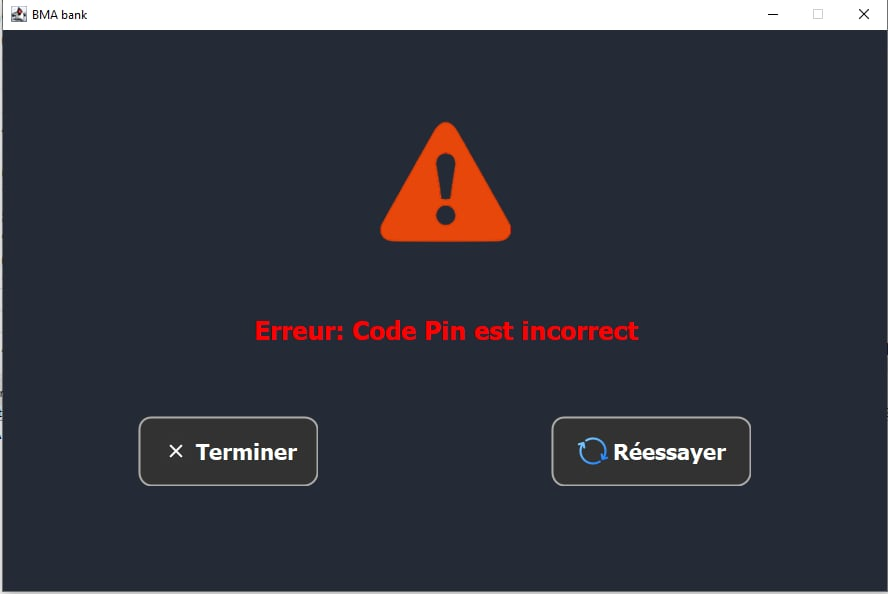 BMA bank
Erreur: Code Pin est incorrect
Terminer
Réessayer